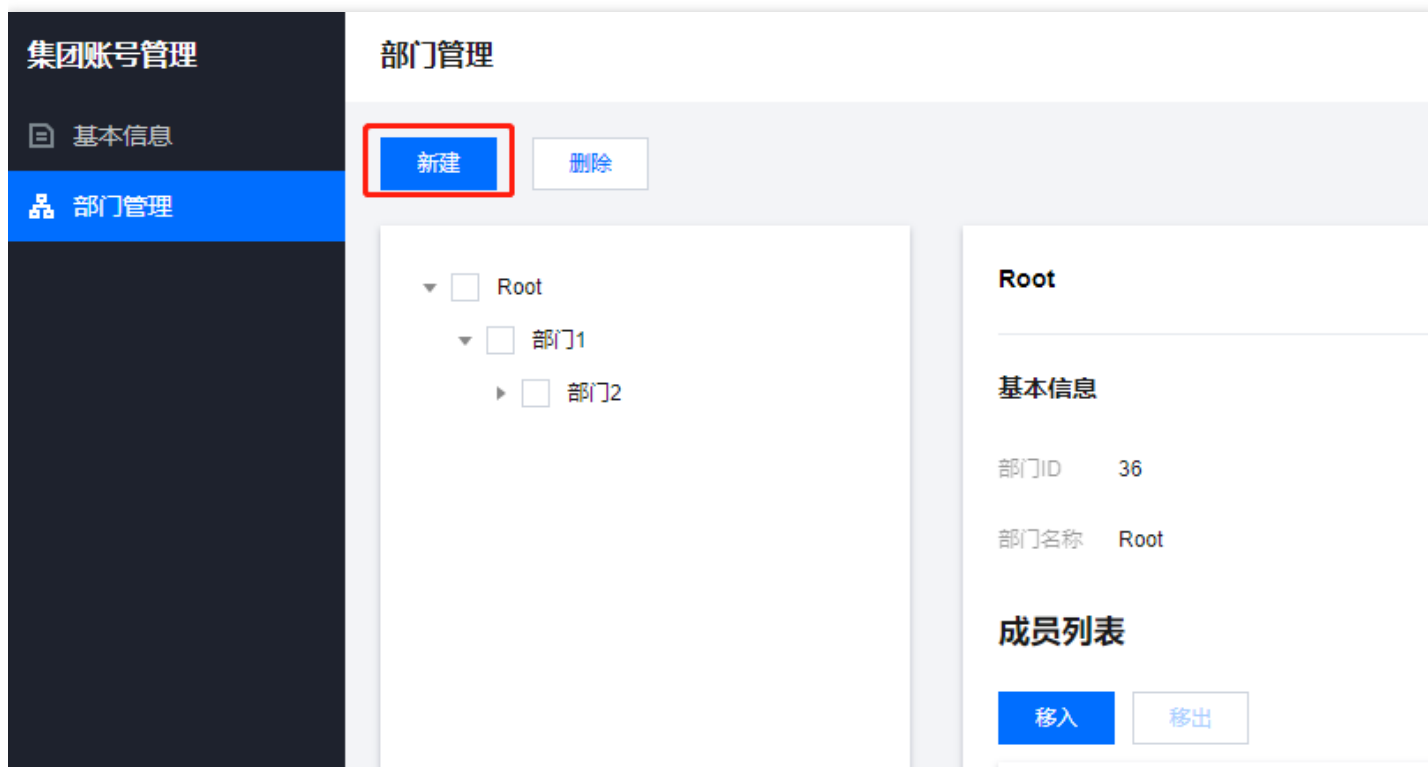 集团账号管理
基本信息
部门管理
部门管理
新建
删除
Root
部门1
部门2
Root
基本信息
部门ID 36
部门名称 Root
成员列表
移入
移出